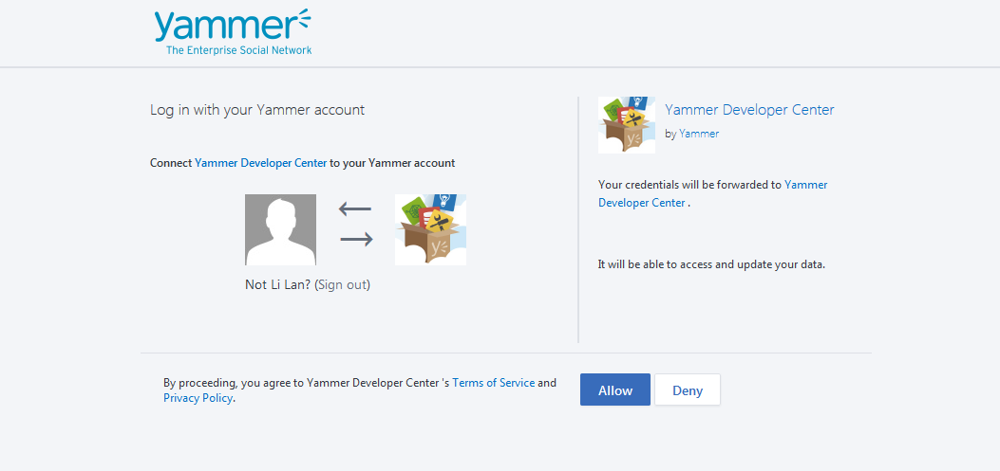 yammer
The Enterprise Social Network
Log in with your Yammer account
Connect Yammer Developer Center to your Yammer account
Not Li Lan? (Sign out)
Yammer Developer Center
by Yammer
Your credentials will be forwarded to Yammer
Developer Center .
It will be able to access and update your data.
By proceeding, you agree to Yammer Developer Center 's Terms of Service and
Privacy Policy.
Allow
Deny